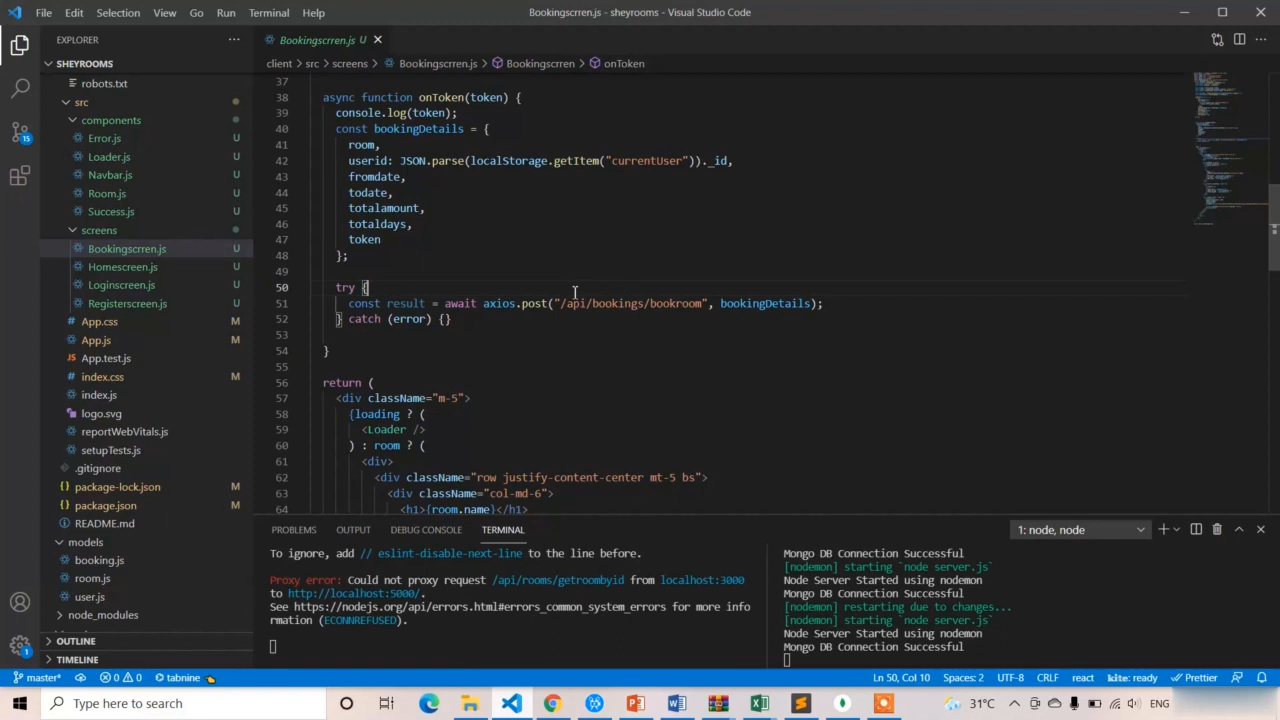 File Edit Selection View Go Run Terminal Help
Bookingscrren.js - sheyrooms - Visual Studio Code
EXPLORER
SHEYROOMS
robots.txt
src
components
Error.js U
Loader.js U
Navbar.js U
Room.js U
Success.js U
screens
Bookingscrren.js U
Homescreen.js U
Loginscreen.js U
Registerscreen.js U
App.css M
App.js M
App.test.js
index.css M
index.js
logo.svg
reportWebVitals.js
setupTests.js
.gitignore
package-lock.json M
package.json M
README.md
models
booking.js
room.js
user.js
node_modules
OUTLINE
TIMELINE
15
1
Bookingscrren.js U
client > src > screens > Bookingscrren.js > Bookingscrren > onToken
37
38 async function onToken(token) {
39 console.log(token);
40 const bookingDetails = {
41 room,
42 userid: JSON.parse(localStorage.getItem("currentUser"))._id,
43 fromdate,
44 todate,
45 totalamount,
46 totaldays,
47 token
48 };
49
50 try {
51 const result = await axios.post("/api/bookings/bookroom", bookingDetails);
52 } catch (error) {}
53
54 }
55
56 return (
57 <div className="m-5">
58 {loading ? (
59 <Loader />
60 ) : room ? (
61 <div>
62 <div className="row justify-content-center mt-5 bs">
63 <div className="col-md-6">
64 <h1>{room.name}</h1>
PROBLEMS OUTPUT DEBUG CONSOLE TERMINAL
1: node, node
To ignore, add // eslint-disable-next-line to the line before.
Proxy error: Could not proxy request /api/rooms/getroombyid from localhost:3000
to http://localhost:5000/.
See https://nodejs.org/api/errors.html#errors_common_system_errors for more info
rmation (ECONNREFUSED).
Mongo DB Connection Successful
[nodemon] starting `node server.js`
Node Server Started using nodemon
Mongo DB Connection Successful
[nodemon] restarting due to changes...
[nodemon] starting `node server.js`
Node Server Started using nodemon
Mongo DB Connection Successful
master* 0 0 tabnine
Ln 50, Col 10 Spaces: 2 UTF-8 CRLF react kite: ready Prettier
Type here to search
31°C ENG